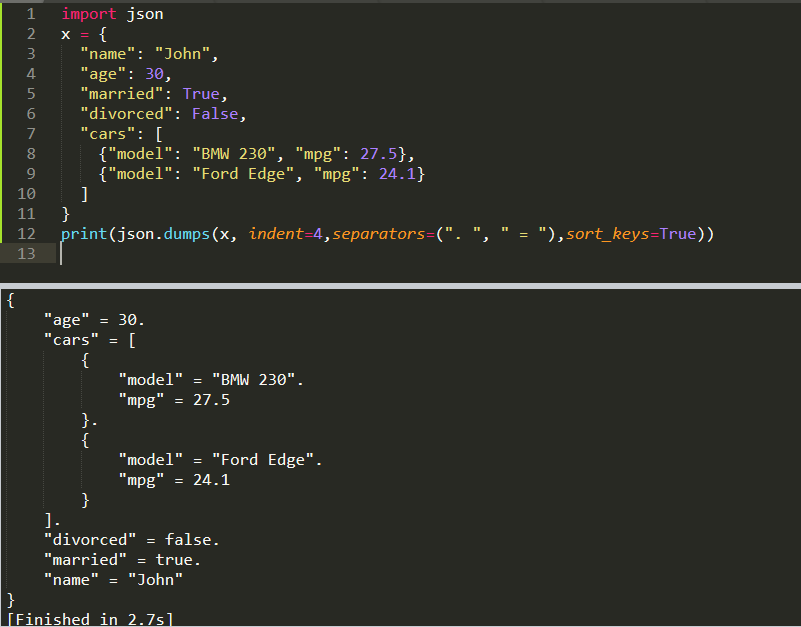 1 import json
2 x = {
3   "name": "John",
4   "age": 30,
5   "married": True,
6   "divorced": False,
7   "cars": [
8     {"model": "BMW 230", "mpg": 27.5},
9     {"model": "Ford Edge", "mpg": 24.1}
10   ]
11 }
12 print(json.dumps(x, indent=4,separators=(". ", " = "),sort_keys=True))
13
{
    "age" = 30.
    "cars" = [
        {
            "model" = "BMW 230".
            "mpg" = 27.5
        }.
        {
            "model" = "Ford Edge".
            "mpg" = 24.1
        }
    ].
    "divorced" = false.
    "married" = true.
    "name" = "John"
}
[Finished in 2.7s]